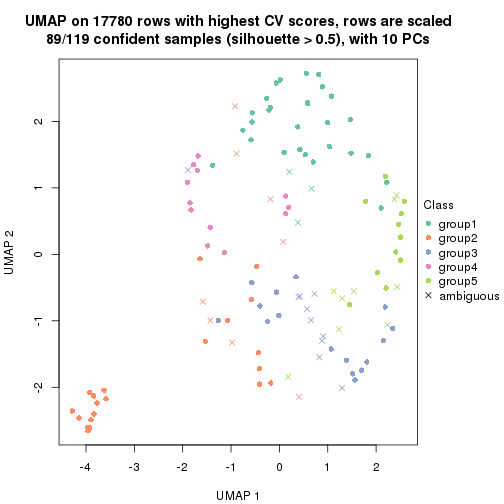 UMAP on 17780 rows with highest CV scores, rows are scaled
89/119 confident samples (silhouette > 0.5), with 10 PCs
2
1
0
-1
-2
UMAP 2
-4
-3
-2
-1
0
1
2
UMAP 1
Class
group1
group2
group3
group4
group5
ambiguous